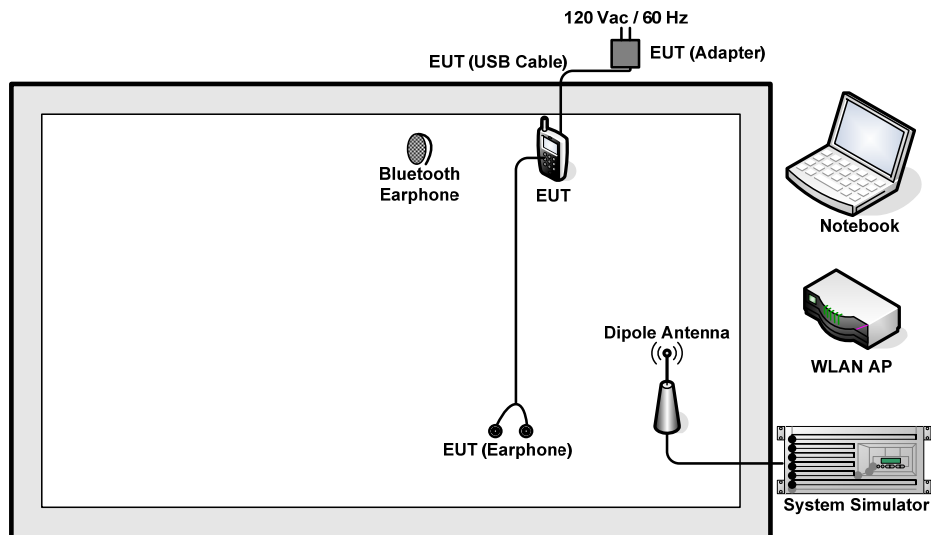 120 Vac / 60 Hz
EUT (Adapter)
EUT (USB Cable)
Bluetooth
Earphone
EUT
Notebook
Dipole Antenna
WLAN AP
EUT (Earphone)
System Simulator